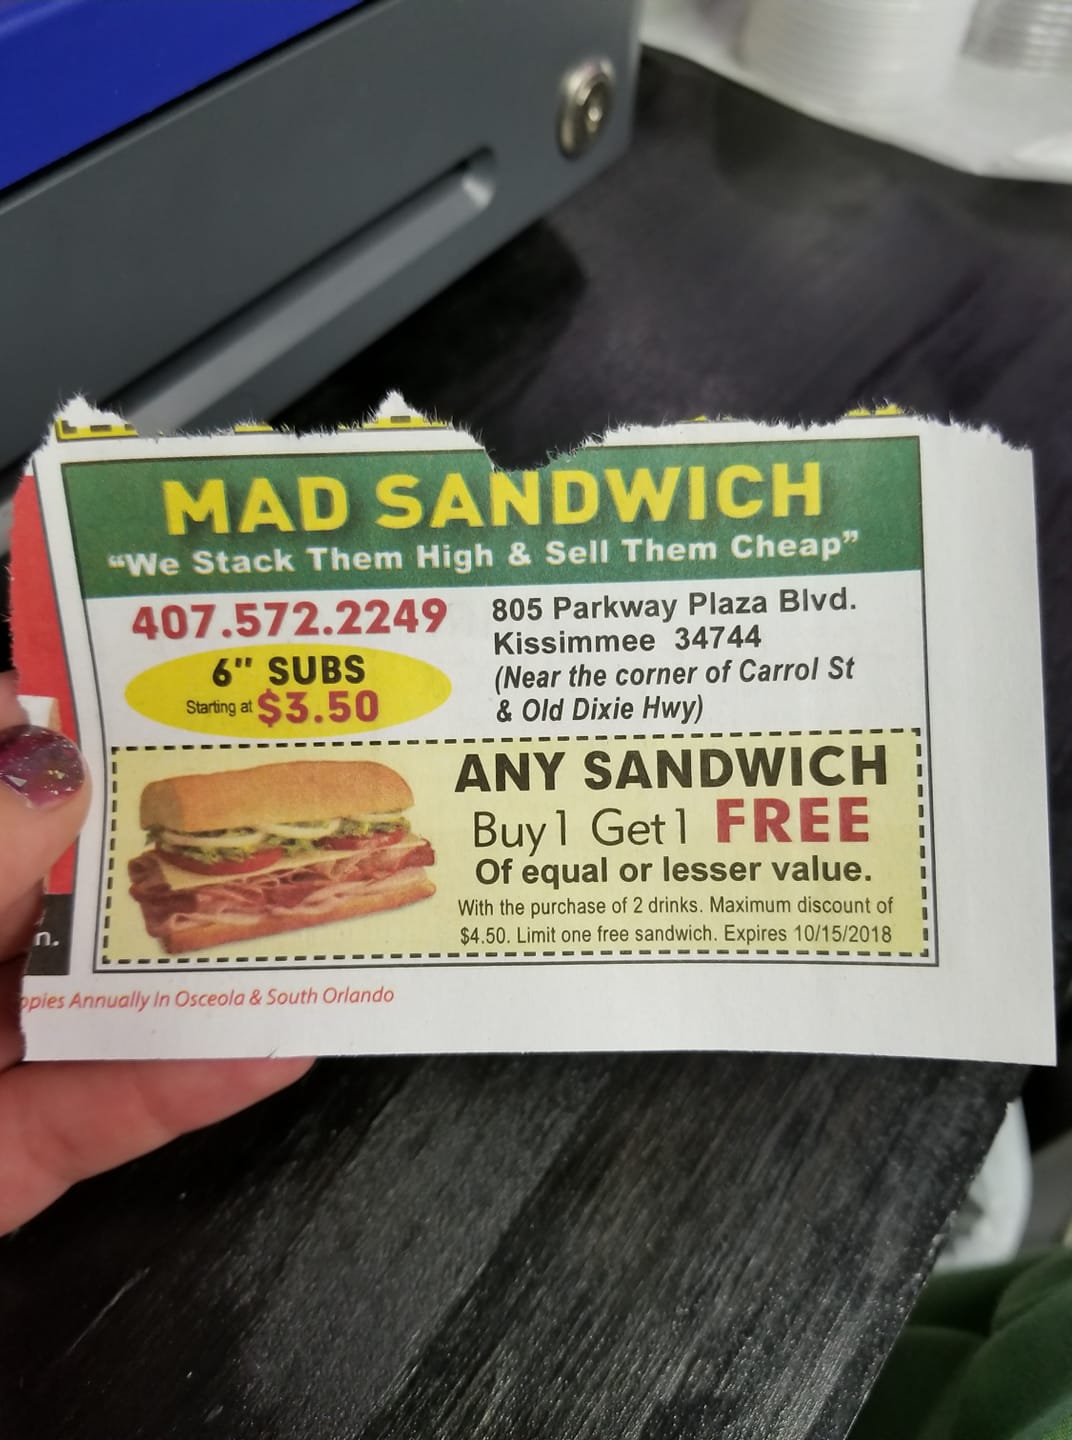 MAD SANDWICH
“We Stack Them High & Sell Them Cheap”
407.572.2249
6" SUBS
Starting at $3.50
805 Parkway Plaza Blvd.
Kissimmee 34744
(Near the corner of Carrol St
& Old Dixie Hwy)
ANY SANDWICH
Buy 1 Get 1 FREE
Of equal or lesser value.
With the purchase of 2 drinks. Maximum discount of
$4.50. Limit one free sandwich. Expires 10/15/2018
n.
opies Annually In Osceola & South Orlando